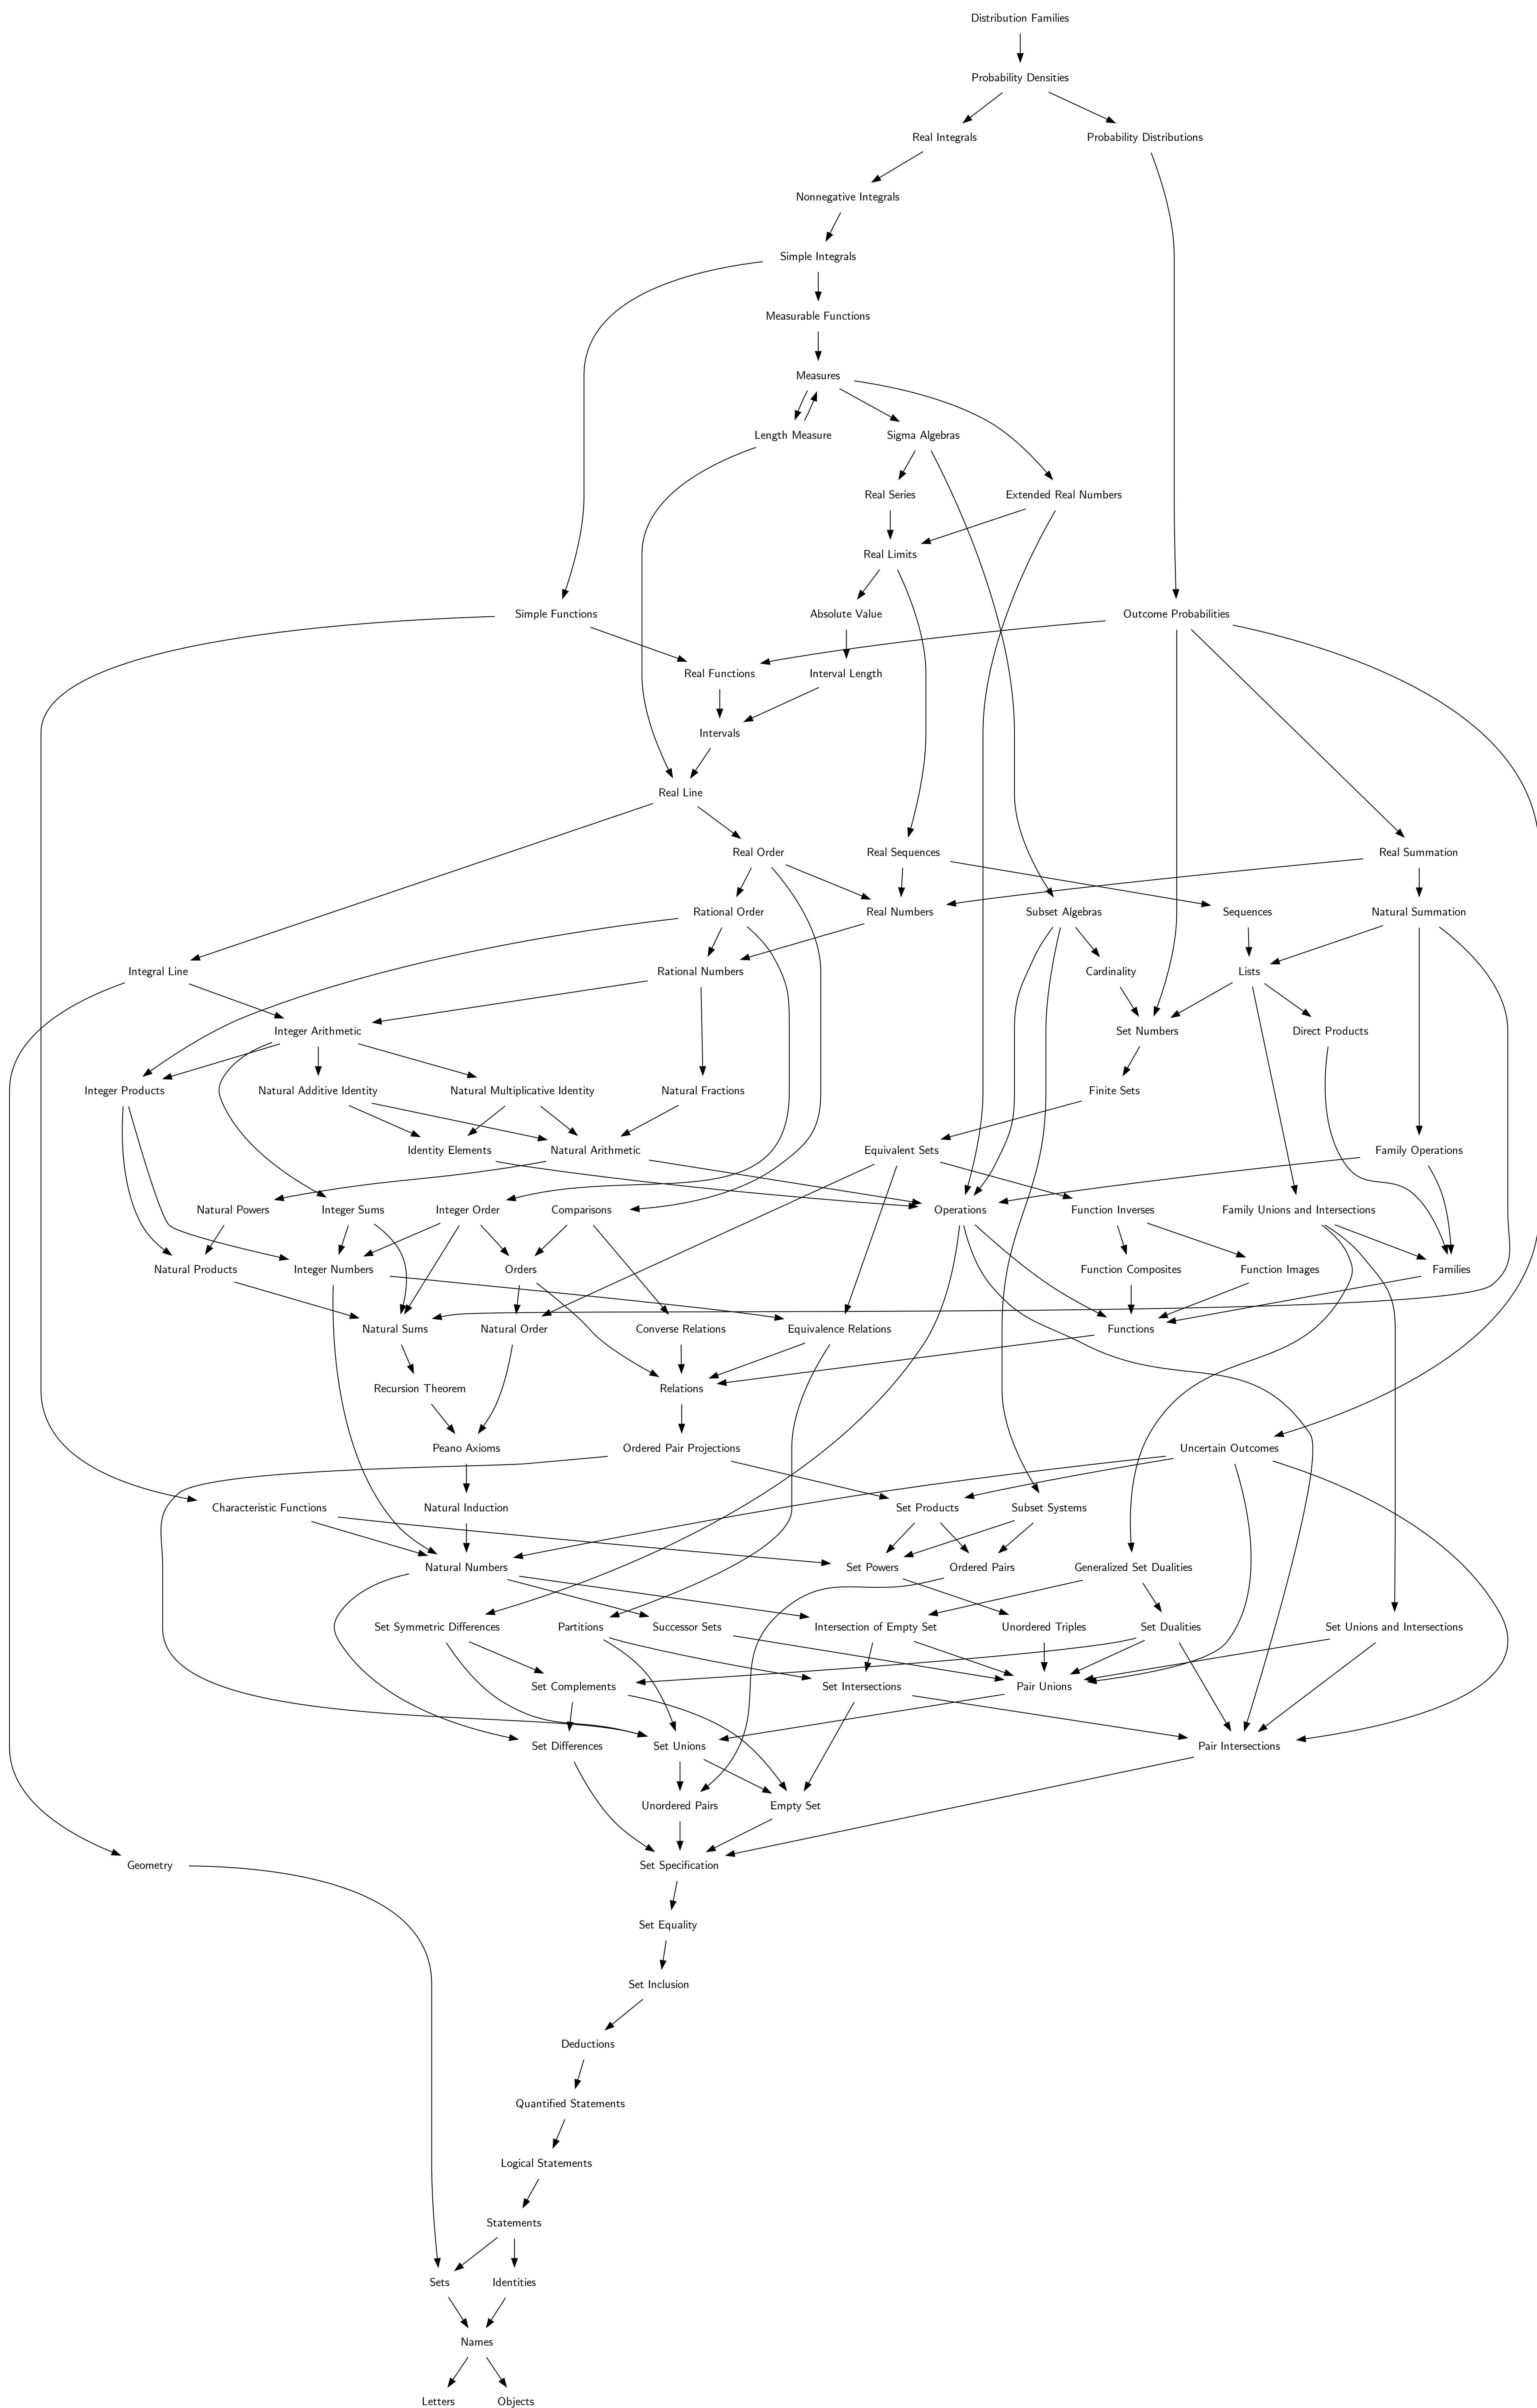 Distribution Families
Probability Densities
Real Integrals
Probability Distributions
Nonnegative Integrals
Simple Integrals
Measurable Functions
Measures
Length Measure
Sigma Algebras
Real Series
Extended Real Numbers
Real Limits
Simple Functions
Absolute Value
Outcome Probabilities
Real Functions
Interval Length
Intervals
Real Line
Real Order
Real Sequences
Real Summation
Rational Order
Real Numbers
Subset Algebras
Sequences
Natural Summation
Integral Line
Rational Numbers
Cardinality
Lists
Integer Arithmetic
Set Numbers
Direct Products
Integer Products
Natural Additive Identity
Natural Multiplicative Identity
Natural Fractions
Finite Sets
Identity Elements
Natural Arithmetic
Equivalent Sets
Family Operations
Natural Powers
Integer Sums
Integer Order
Comparisons
Operations
Function Inverses
Family Unions and Intersections
Natural Products
Integer Numbers
Orders
Function Composites
Function Images
Families
Natural Sums
Natural Order
Converse Relations
Equivalence Relations
Functions
Recursion Theorem
Relations
Peano Axioms
Ordered Pair Projections
Uncertain Outcomes
Characteristic Functions
Natural Induction
Set Products
Subset Systems
Natural Numbers
Set Powers
Ordered Pairs
Generalized Set Dualities
Set Symmetric Differences
Partitions
Successor Sets
Intersection of Empty Set
Unordered Triples
Set Dualities
Set Unions and Intersections
Set Complements
Set Intersections
Pair Unions
Set Differences
Set Unions
Pair Intersections
Unordered Pairs
Empty Set
Geometry
Set Specification
Set Equality
Set Inclusion
Deductions
Quantified Statements
Logical Statements
Statements
Sets
Identities
Names
Letters
Objects